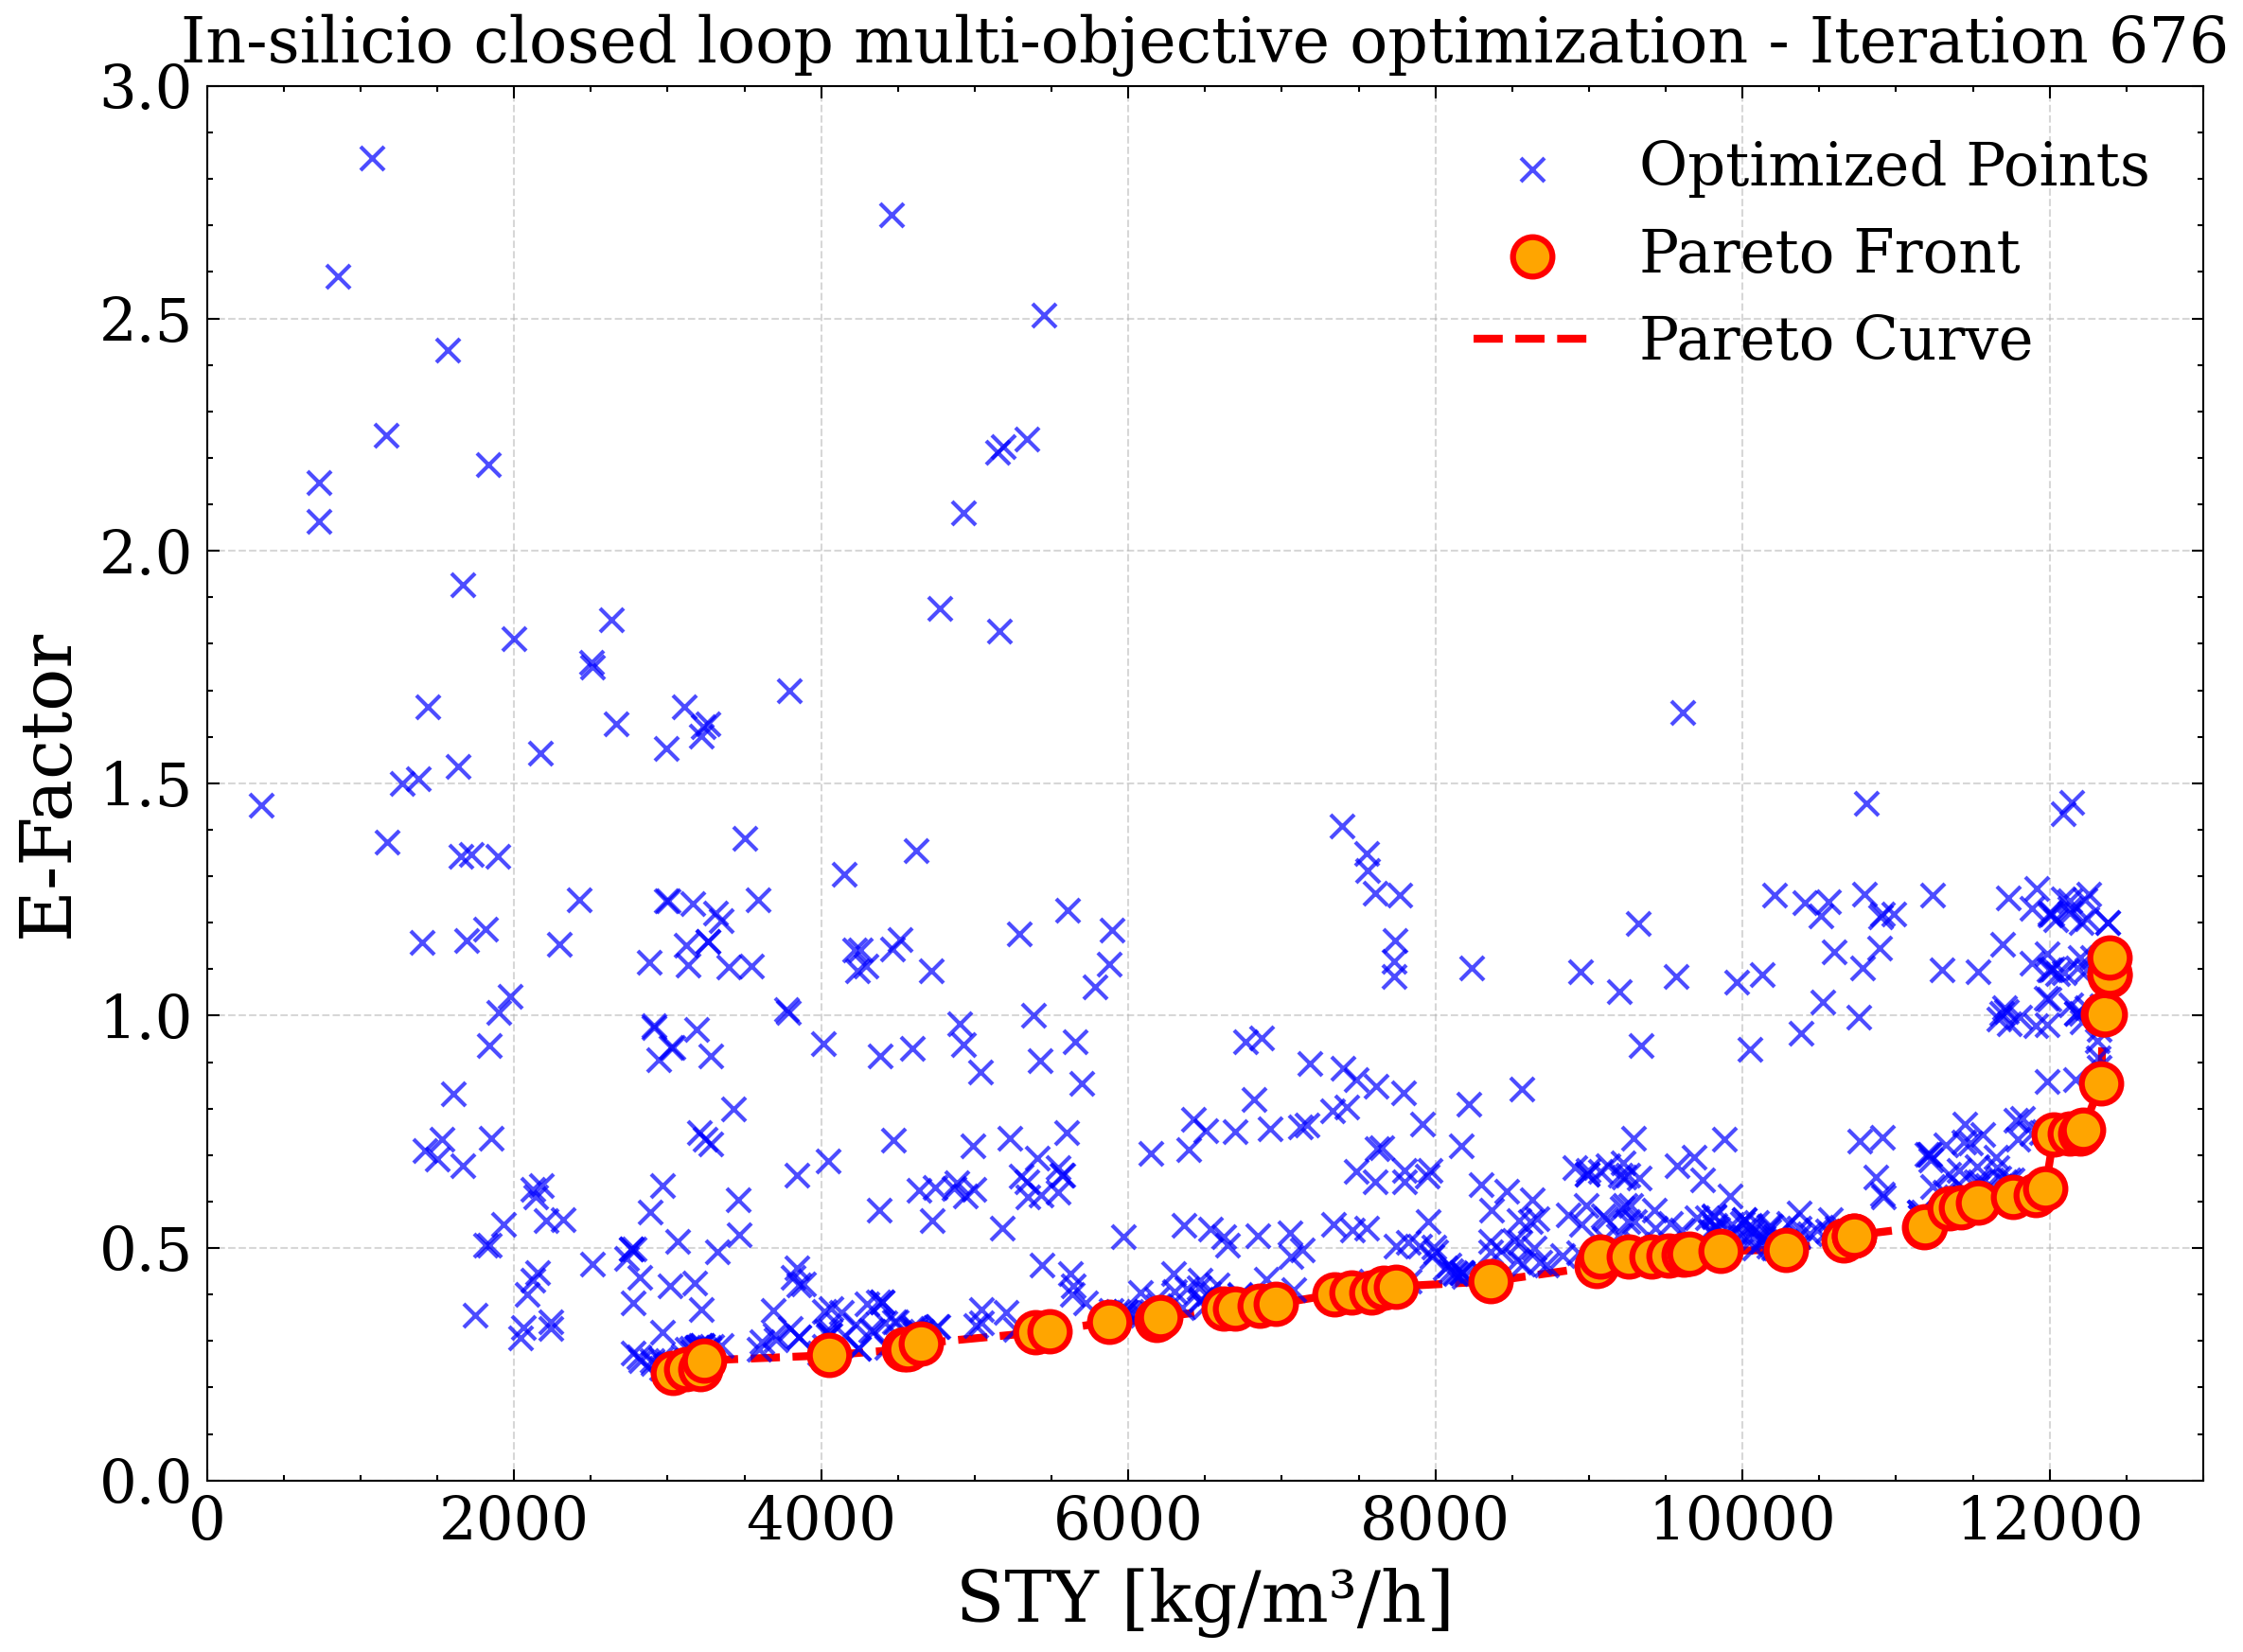 In-silicio closed loop multi-objective optimization - Iteration 676
3.0
2.5
2.0
1.5
1.0
0.5
0.0
E-Factor
Optimized Points
Pareto Front
Pareto Curve
0 2000 4000 6000 8000 10000 12000
STY [kg/m³/h]